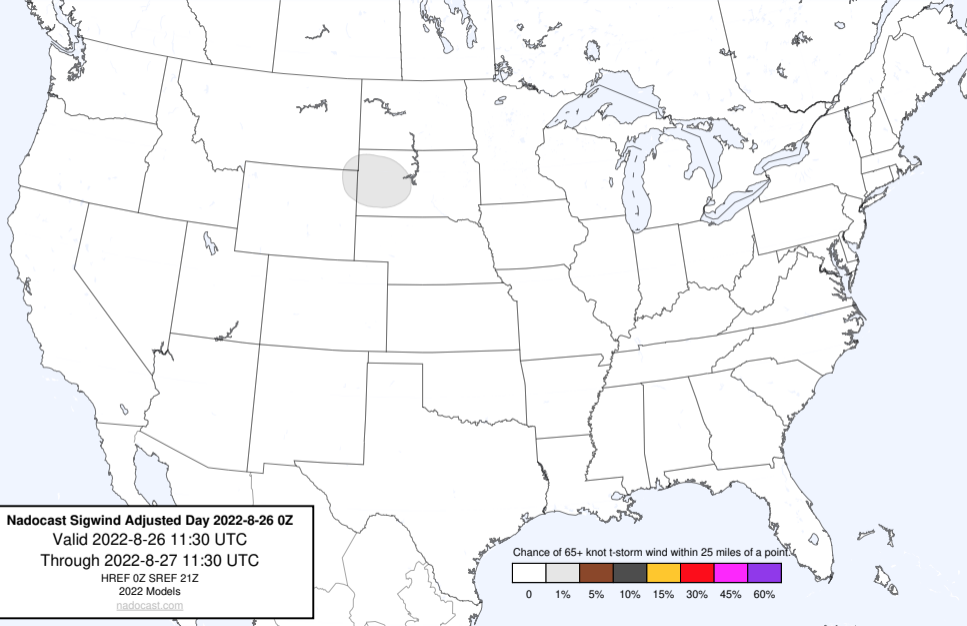 Nadocast Sigwind Adjusted Day 2022-8-26 0Z
Valid 2022-8-26 11:30 UTC
Through 2022-8-27 11:30 UTC
HREF 0Z SREF 21Z
2022 Models
nadocast.com
Chance of 65+ knot t-storm wind within 25 miles of a point.
0 1% 5% 10% 15% 30% 45% 60%